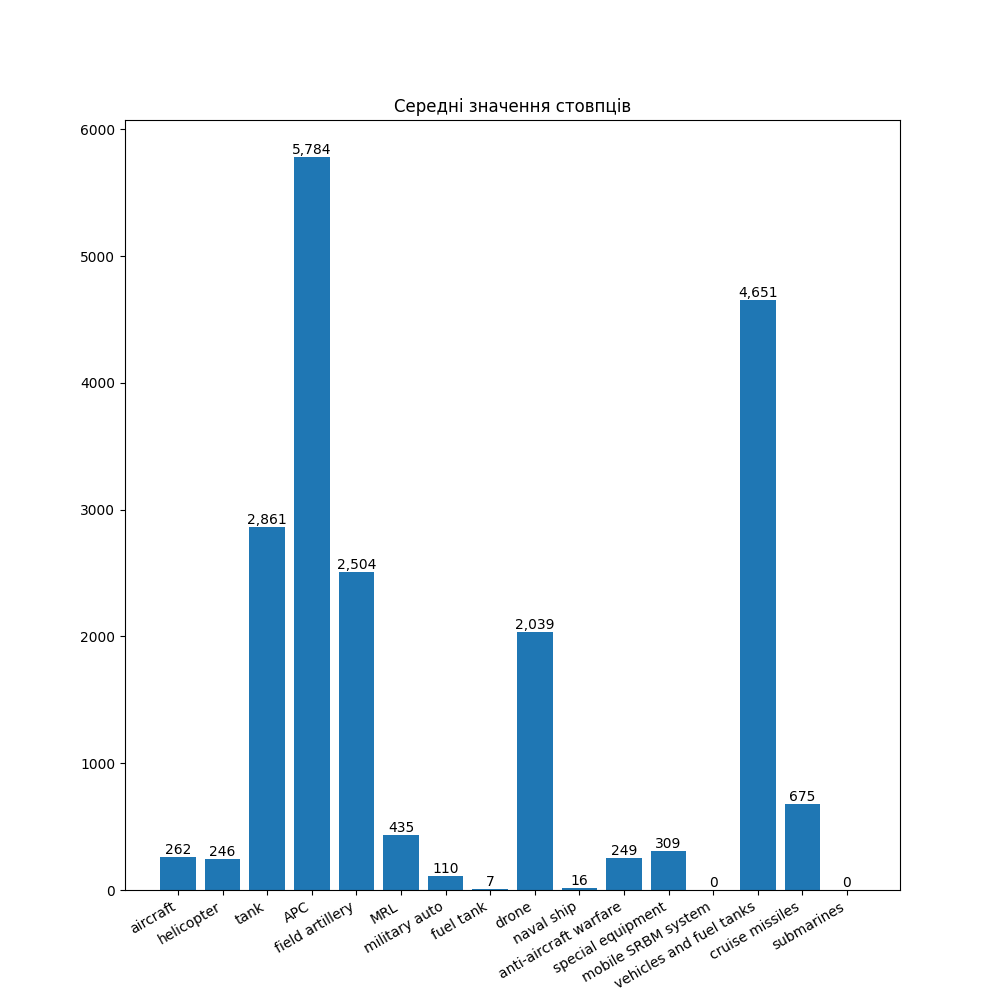 Середні значення стовпців
6000
5000
4000
3000
2000
1000
0
262
246
2,861
5,784
2,504
435
110
7
2,039
16
249
309
0
4,651
675
0
aircraft
helicopter
tank
APC
field artillery
MRL
military auto
fuel tank
drone
naval ship
anti-aircraft warfare
special equipment
mobile SRBM system
vehicles and fuel tanks
cruise missiles
submarines